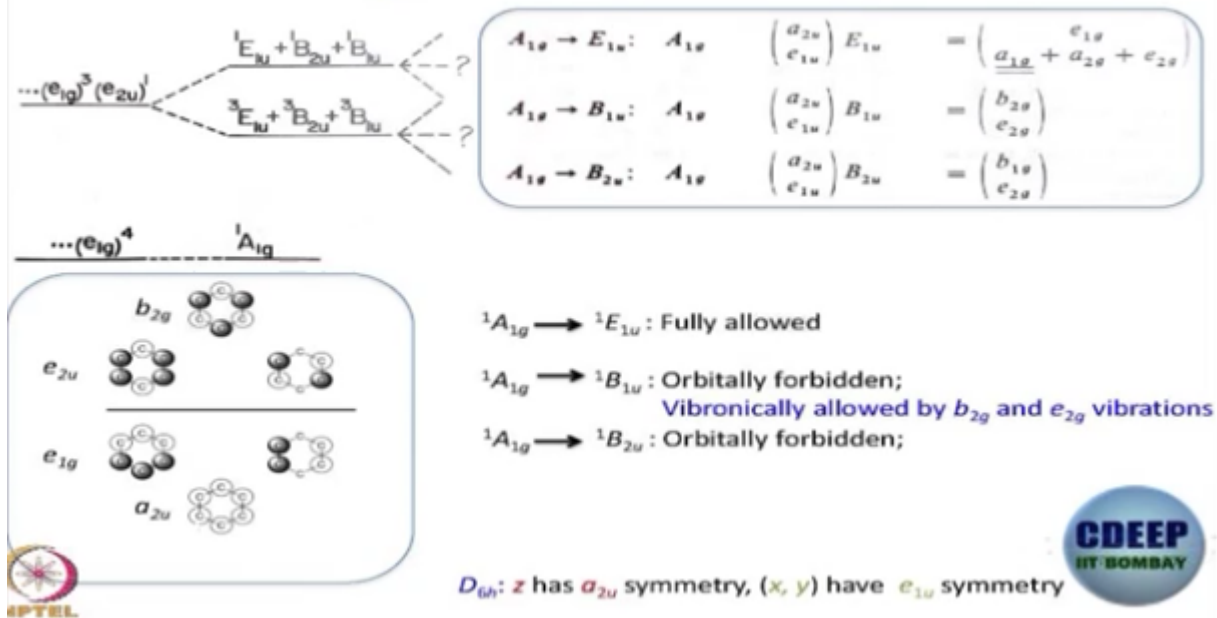 ¹E₁ᵤ+¹B₂ᵤ+¹B₁ᵤ
?
...(e₁g)³(e₂ᵤ)¹
³E₁ᵤ+³B₂ᵤ+³B₁ᵤ
?
...(e₁g)⁴ ¹A₁g
A₁g → E₁ᵤ: A₁g (a₂ᵤ e₁ᵤ) E₁ᵤ = (e₁g a₁g + a₂g + e₂g)
A₁g → B₁ᵤ: A₁g (a₂ᵤ e₁ᵤ) B₁ᵤ = (b₂g e₂g)
A₁g → B₂ᵤ: A₁g (a₂ᵤ e₁ᵤ) B₂ᵤ = (b₁g e₂g)
b₂g
e₂ᵤ
e₁g
a₂ᵤ
¹A₁g → ¹E₁ᵤ : Fully allowed
¹A₁g → ¹B₁ᵤ : Orbitally forbidden;
Vibronically allowed by b₂g and e₂g vibrations
¹A₁g → ¹B₂ᵤ : Orbitally forbidden;
D₆ₕ: z has a₂ᵤ symmetry, (x, y) have e₁ᵤ symmetry
CDEEP
IIT BOMBAY
NPTEL